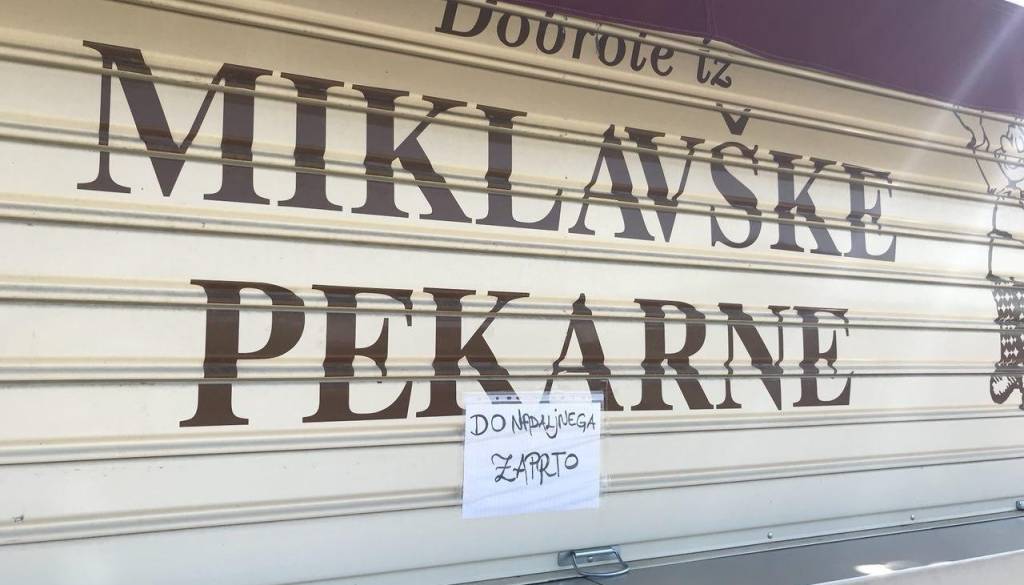 Dobrote iz
MIKLAVŠKE
PEKARNE
DO NADALJNEGA
ZAPRTO